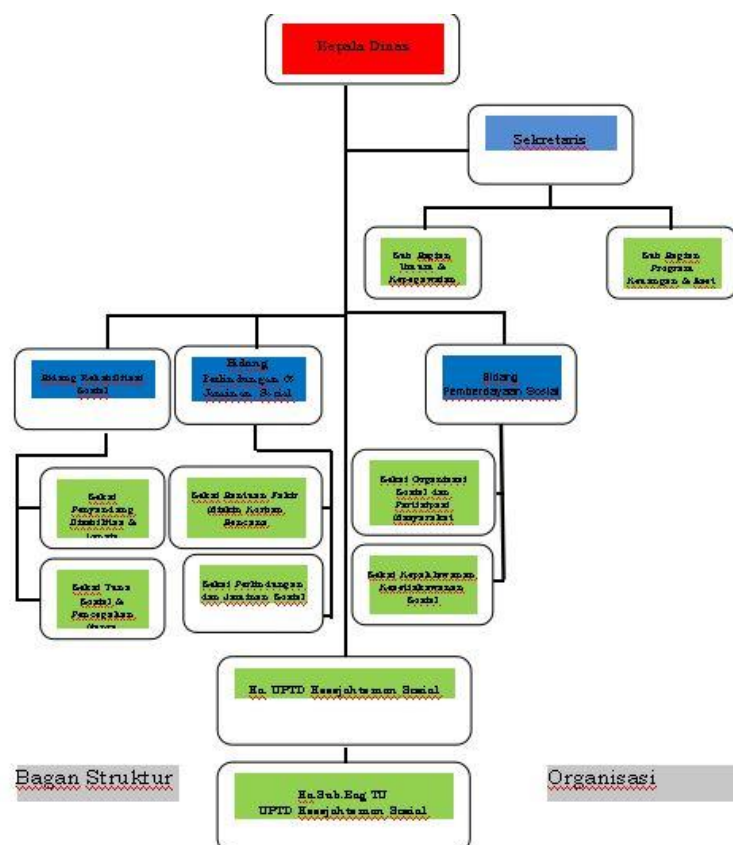 Kepala Dinas
Sekretaris
Sub Bagian
Umum &
Kepegawaian
Sub Bagian
Program
Keuangan & Aset
Bidang Rehabilitasi
Sosial
Bidang
Perlindungan &
Jaminan Sosial
Bidang
Pemberdayaan Sosial
Seksi
Penyandang
Disabilitas &
Seksi Bantuan Fakir
Miskin Korban
Bencana
Seksi Organisasi
Sosial dan
Partisipasi
Masyarakat
Seksi Tuna
Sosial &
Pencegahan
Seksi Perlindungan
dan Jaminan Sosial
Seksi Kepahlawanan
Sosial
Ka. UPTD Kesejahteraan Sosial
Bagan Struktur
Organisasi
Ka.Sub.Bag TU
UPTD Kesejahteraan Sosial